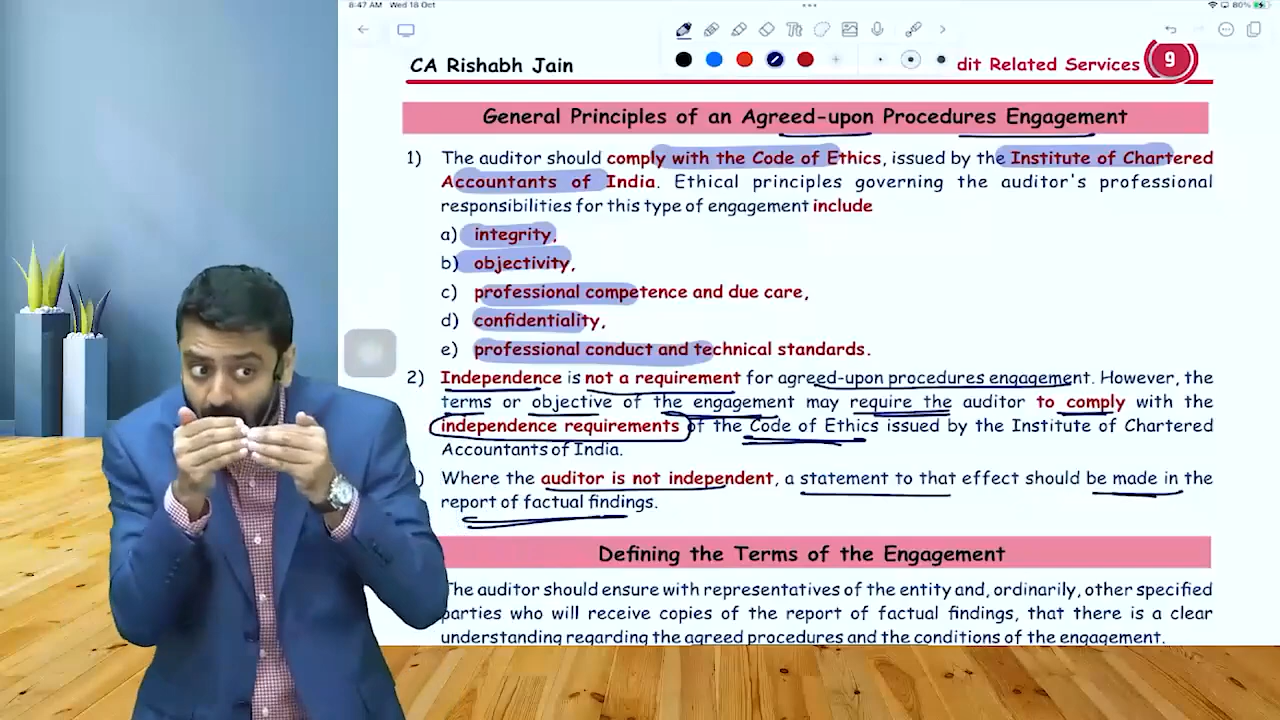 8:47 AM Wed 18 Oct
80%
CA Rishabh Jain
dit Related Services
9
General Principles of an Agreed-upon Procedures Engagement
1) The auditor should comply with the Code of Ethics, issued by the Institute of Chartered
Accountants of India. Ethical principles governing the auditor's professional
responsibilities for this type of engagement include
a) integrity,
b) objectivity,
c) professional competence and due care,
d) confidentiality,
e) professional conduct and technical standards.
2) Independence is not a requirement for agreed-upon procedures engagement. However, the
terms or objective of the engagement may require the auditor to comply with the
independence requirements of the Code of Ethics issued by the Institute of Chartered
Accountants of India.
) Where the auditor is not independent, a statement to that effect should be made in the
report of factual findings.
Defining the Terms of the Engagement
The auditor should ensure with representatives of the entity and, ordinarily, other specified
parties who will receive copies of the report of factual findings, that there is a clear
understanding regarding the agreed procedures and the conditions of the engagement.